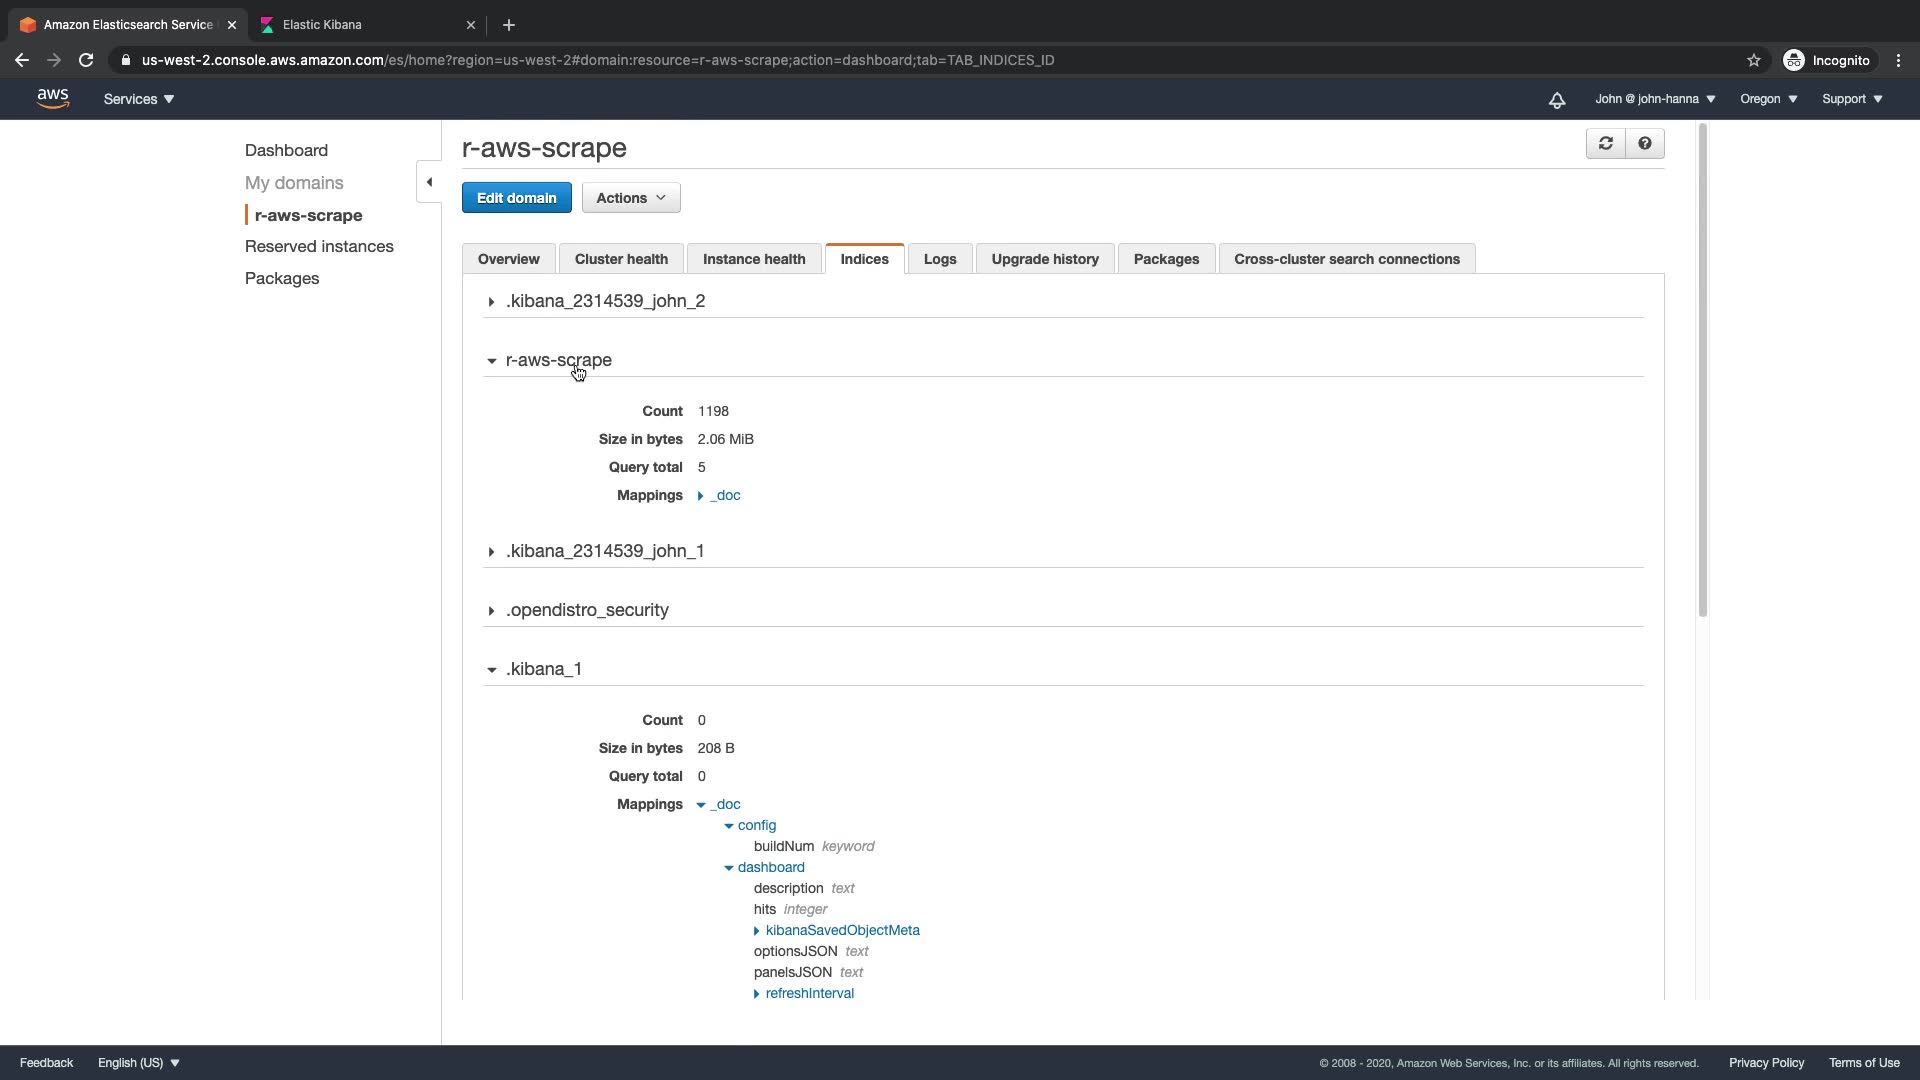 Amazon Elasticsearch Service
Elastic Kibana
us-west-2.console.aws.amazon.com/es/home?region=us-west-2#domain:resource=r-aws-scrape;action=dashboard;tab=TAB_INDICES_ID
Incognito
aws
Services
John @ john-hanna
Oregon
Support
Dashboard
My domains
r-aws-scrape
Reserved instances
Packages
r-aws-scrape
Edit domain
Actions
Overview
Cluster health
Instance health
Indices
Logs
Upgrade history
Packages
Cross-cluster search connections
.kibana_2314539_john_2
r-aws-scrape
Count 1198
Size in bytes 2.06 MiB
Query total 5
Mappings _doc
.kibana_2314539_john_1
.opendistro_security
.kibana_1
Count 0
Size in bytes 208 B
Query total 0
Mappings _doc
config
buildNum keyword
dashboard
description text
hits integer
kibanaSavedObjectMeta
optionsJSON text
panelsJSON text
refreshInterval
Feedback
English (US)
© 2008 - 2020, Amazon Web Services, Inc. or its affiliates. All rights reserved.
Privacy Policy
Terms of Use